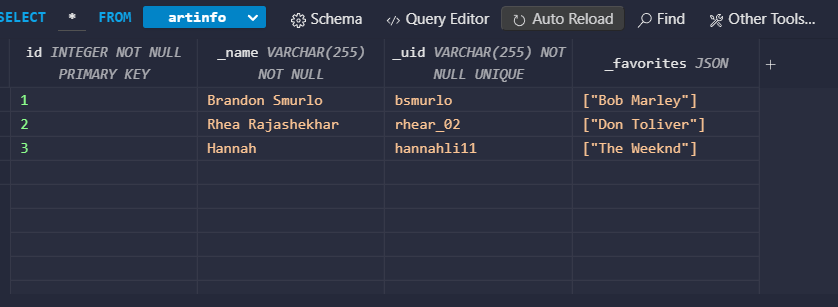 SELECT * FROM artinfo Schema </> Query Editor Auto Reload Find Other Tools...
id INTEGER NOT NULL PRIMARY KEY
_name VARCHAR(255) NOT NULL
_uid VARCHAR(255) NOT NULL UNIQUE
_favorites JSON +
1 Brandon Smurlo bsmurlo ["Bob Marley"]
2 Rhea Rajashekhar rhear_02 ["Don Toliver"]
3 Hannah hannahli11 ["The Weeknd"]